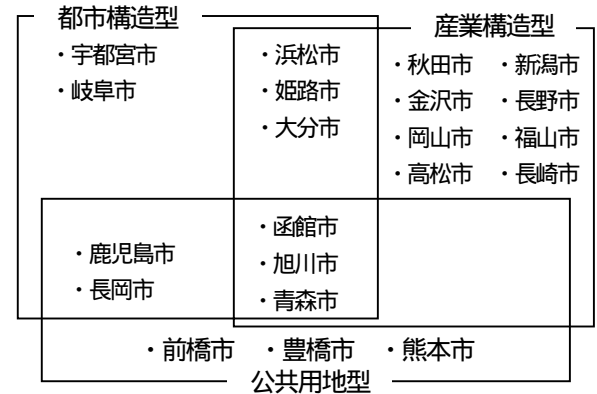 都市構造型
産業構造型
・宇都宮市
・岐阜市
・浜松市
・姫路市
・大分市
・秋田市 ・新潟市
・金沢市 ・長野市
・岡山市 ・福山市
・高松市 ・長崎市
・鹿児島市
・長岡市
・函館市
・旭川市
・青森市
・前橋市 ・豊橋市 ・熊本市
公共用地型